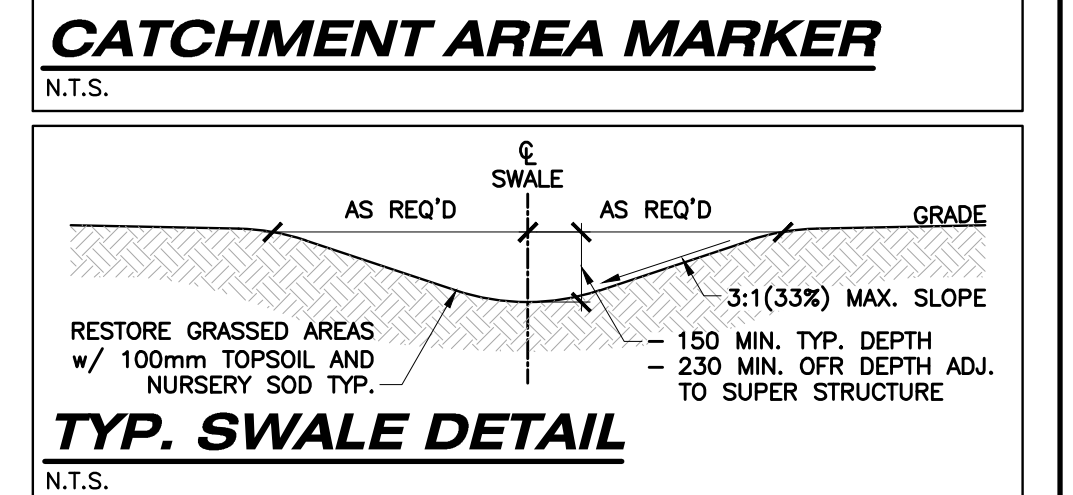 CATCHMENT AREA MARKER
N.T.S.
℄
SWALE
AS REQ'D
AS REQ'D
GRADE
3:1(33%) MAX. SLOPE
RESTORE GRASSED AREAS
w/ 100mm TOPSOIL AND
NURSERY SOD TYP.
- 150 MIN. TYP. DEPTH
- 230 MIN. OFR DEPTH ADJ.
TO SUPER STRUCTURE
TYP. SWALE DETAIL
N.T.S.